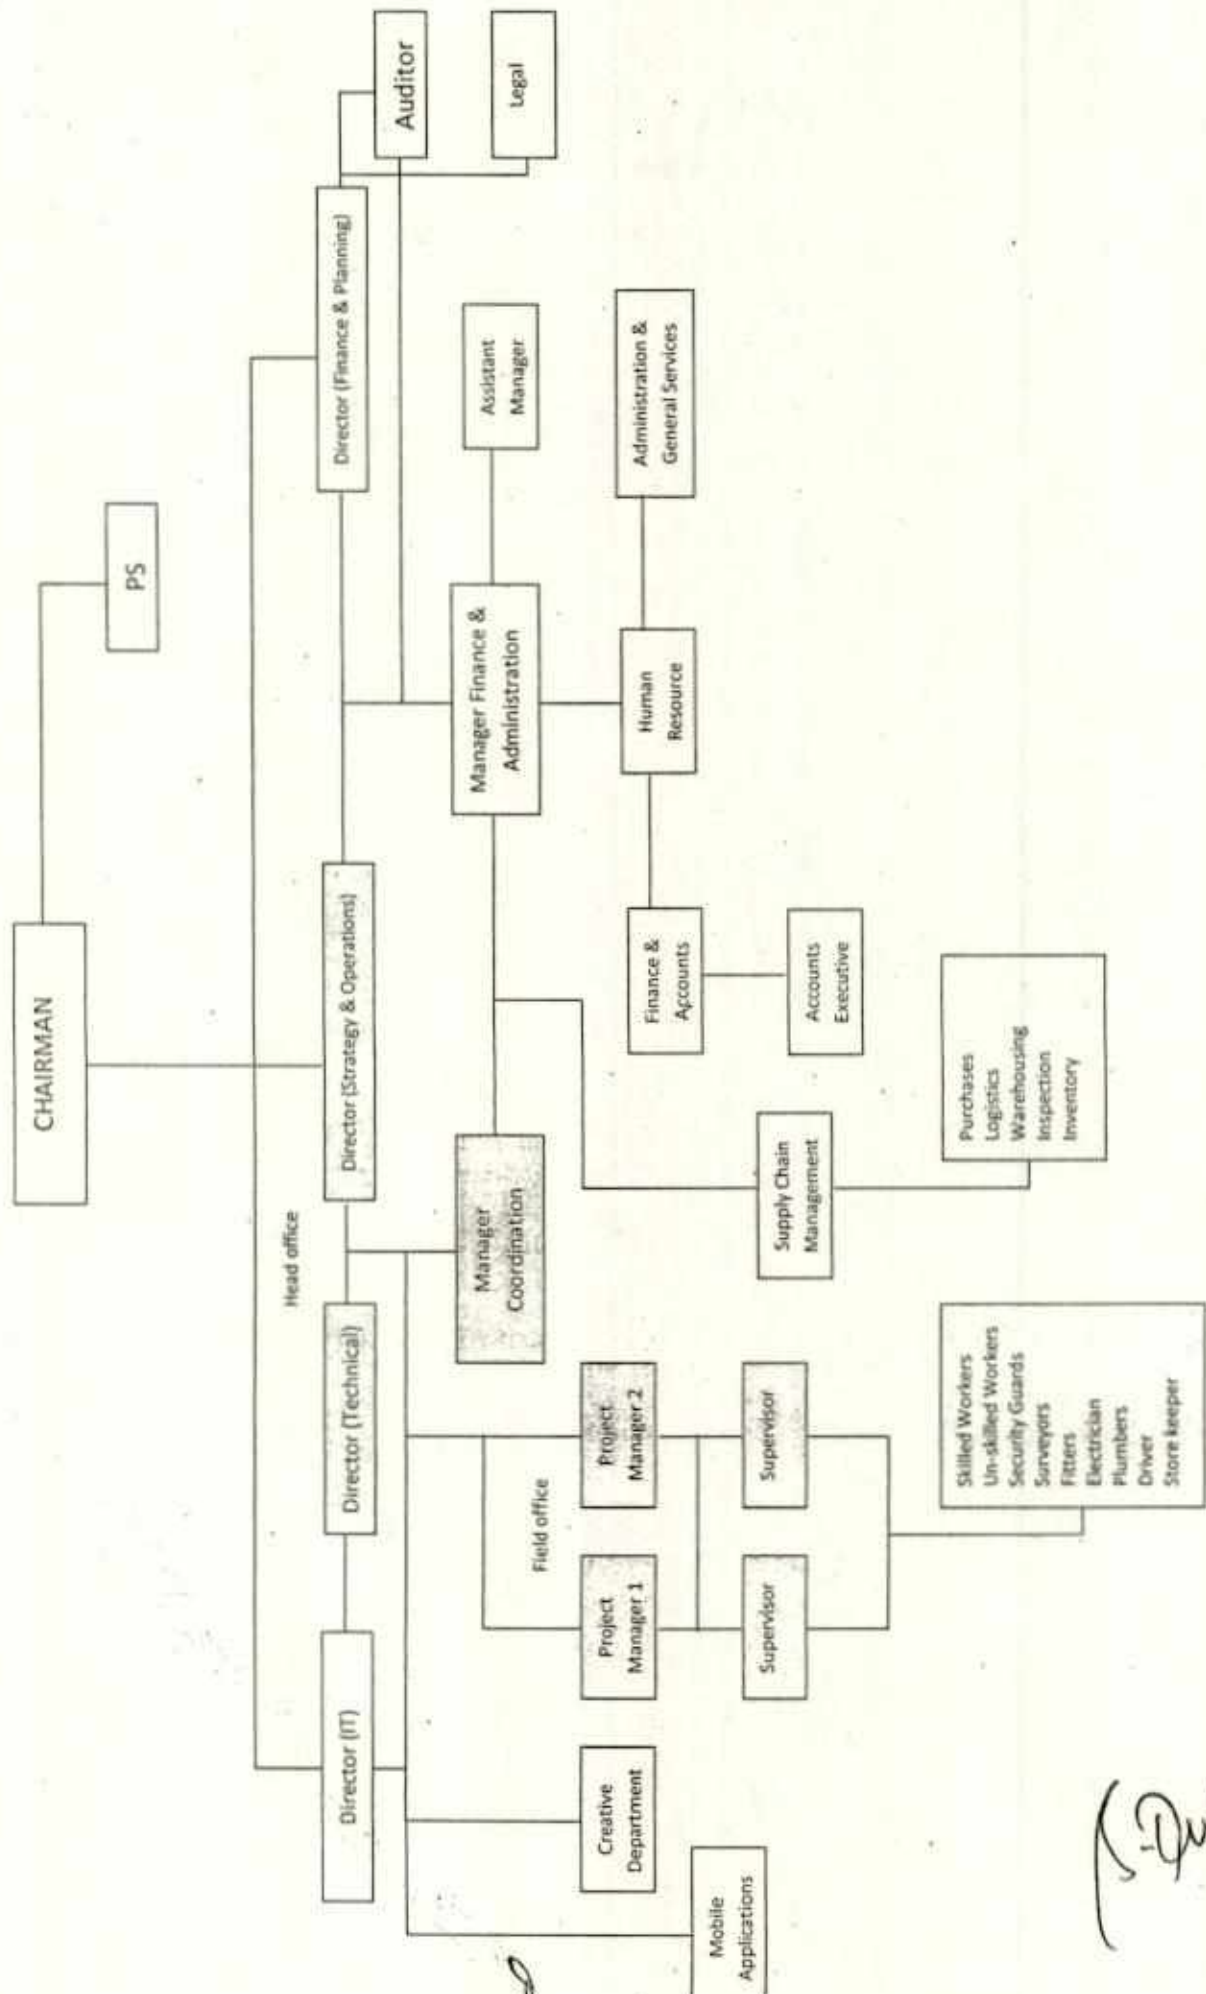 CHAIRMAN
PS
Head office
Director (IT)
Director (Technical)
Director (Strategy & Operations)
Director (Finance & Planning)
Auditor
Legal
Manager
Coordination
Manager Finance &
Administration
Assistant
Manager
Field office
Creative
Department
Project
Manager 1
Project
Manager 2
Finance &
Accounts
Human
Resource
Administration &
General Services
Mobile
Applications
Supervisor
Supervisor
Supply Chain
Management
Accounts
Executive
Skilled Workers
Un-skilled Workers
Security Guards
Surveyors
Fitters
Electrician
Plumbers
Driver
Store keeper
Purchases
Logistics
Warehousing
Inspection
Inventory